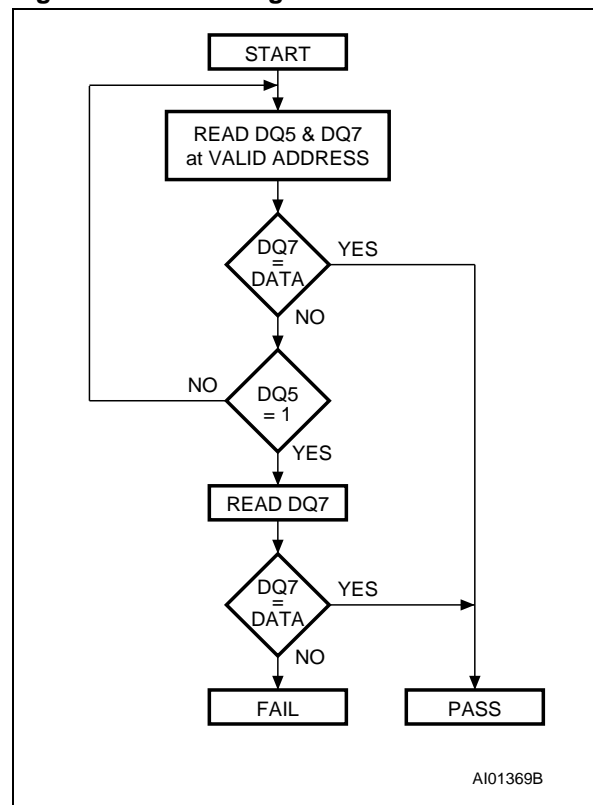 START
READ DQ5 & DQ7
at VALID ADDRESS
DQ7
=
DATA
YES
NO
NO
DQ5
= 1
YES
READ DQ7
DQ7
=
DATA
YES
NO
FAIL
PASS
AI01369B